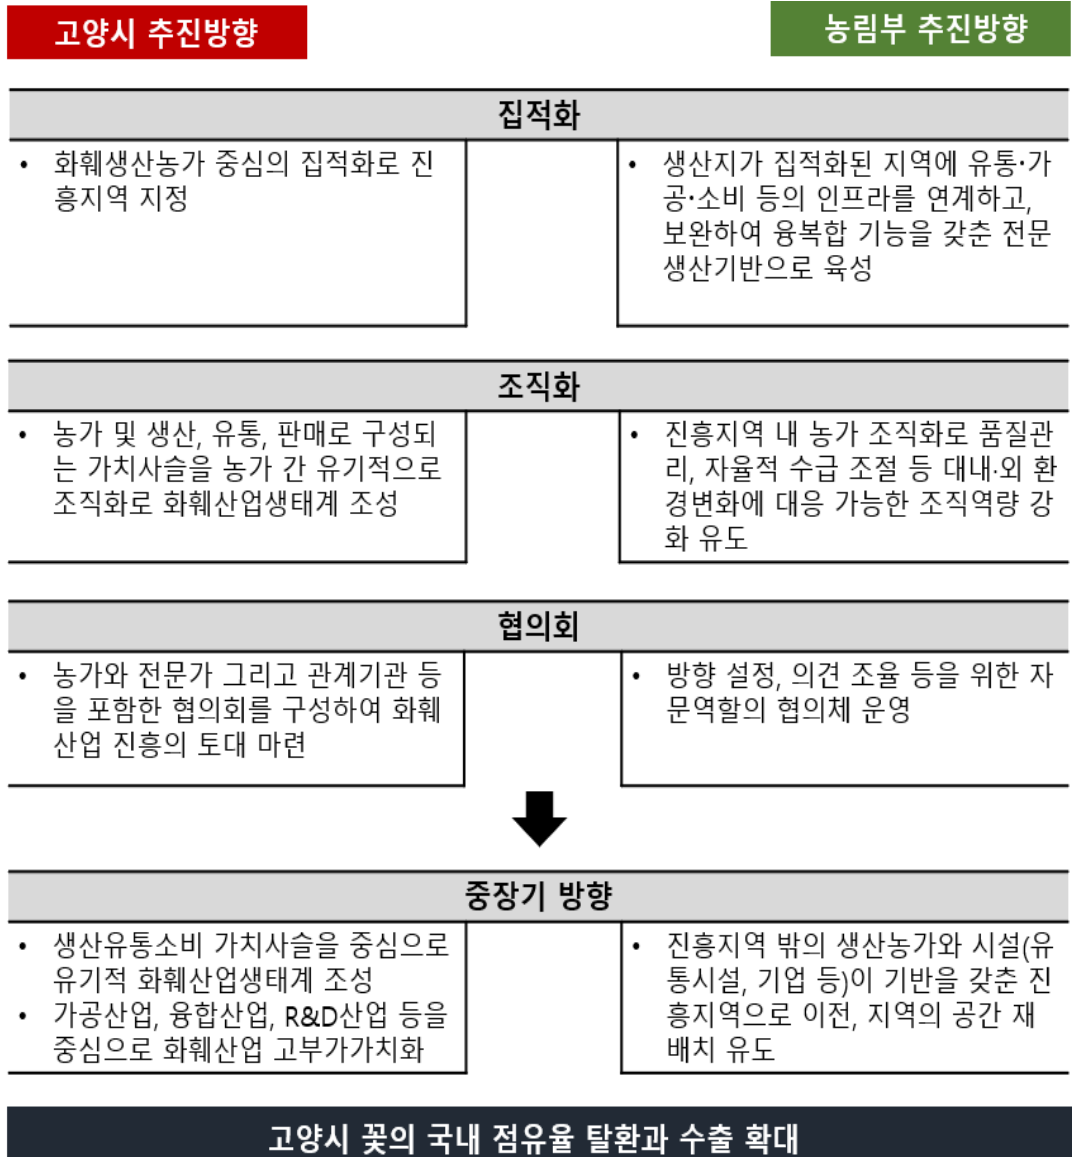 고양시 추진방향
농림부 추진방향
집적화
• 화훼생산농가 중심의 집적화로 진
흥지역 지정
• 생산지가 집적화된 지역에 유통·가
공·소비 등의 인프라를 연계하고,
보완하여 융복합 기능을 갖춘 전문
생산기반으로 육성
조직화
• 농가 및 생산, 유통, 판매로 구성되
는 가치사슬을 농가 간 유기적으로
조직화로 화훼산업생태계 조성
• 진흥지역 내 농가 조직화로 품질관
리, 자율적 수급 조절 등 대내·외 환
경변화에 대응 가능한 조직역량 강
화 유도
협의회
• 농가와 전문가 그리고 관계기관 등
을 포함한 협의회를 구성하여 화훼
산업 진흥의 토대 마련
• 방향 설정, 의견 조율 등을 위한 자
문역할의 협의체 운영
중장기 방향
• 생산유통소비 가치사슬을 중심으로
유기적 화훼산업생태계 조성
• 가공산업, 융합산업, R&D산업 등을
중심으로 화훼산업 고부가가치화
• 진흥지역 밖의 생산농가와 시설(유
통시설, 기업 등)이 기반을 갖춘 진
흥지역으로 이전, 지역의 공간 재
배치 유도
고양시 꽃의 국내 점유율 탈환과 수출 확대